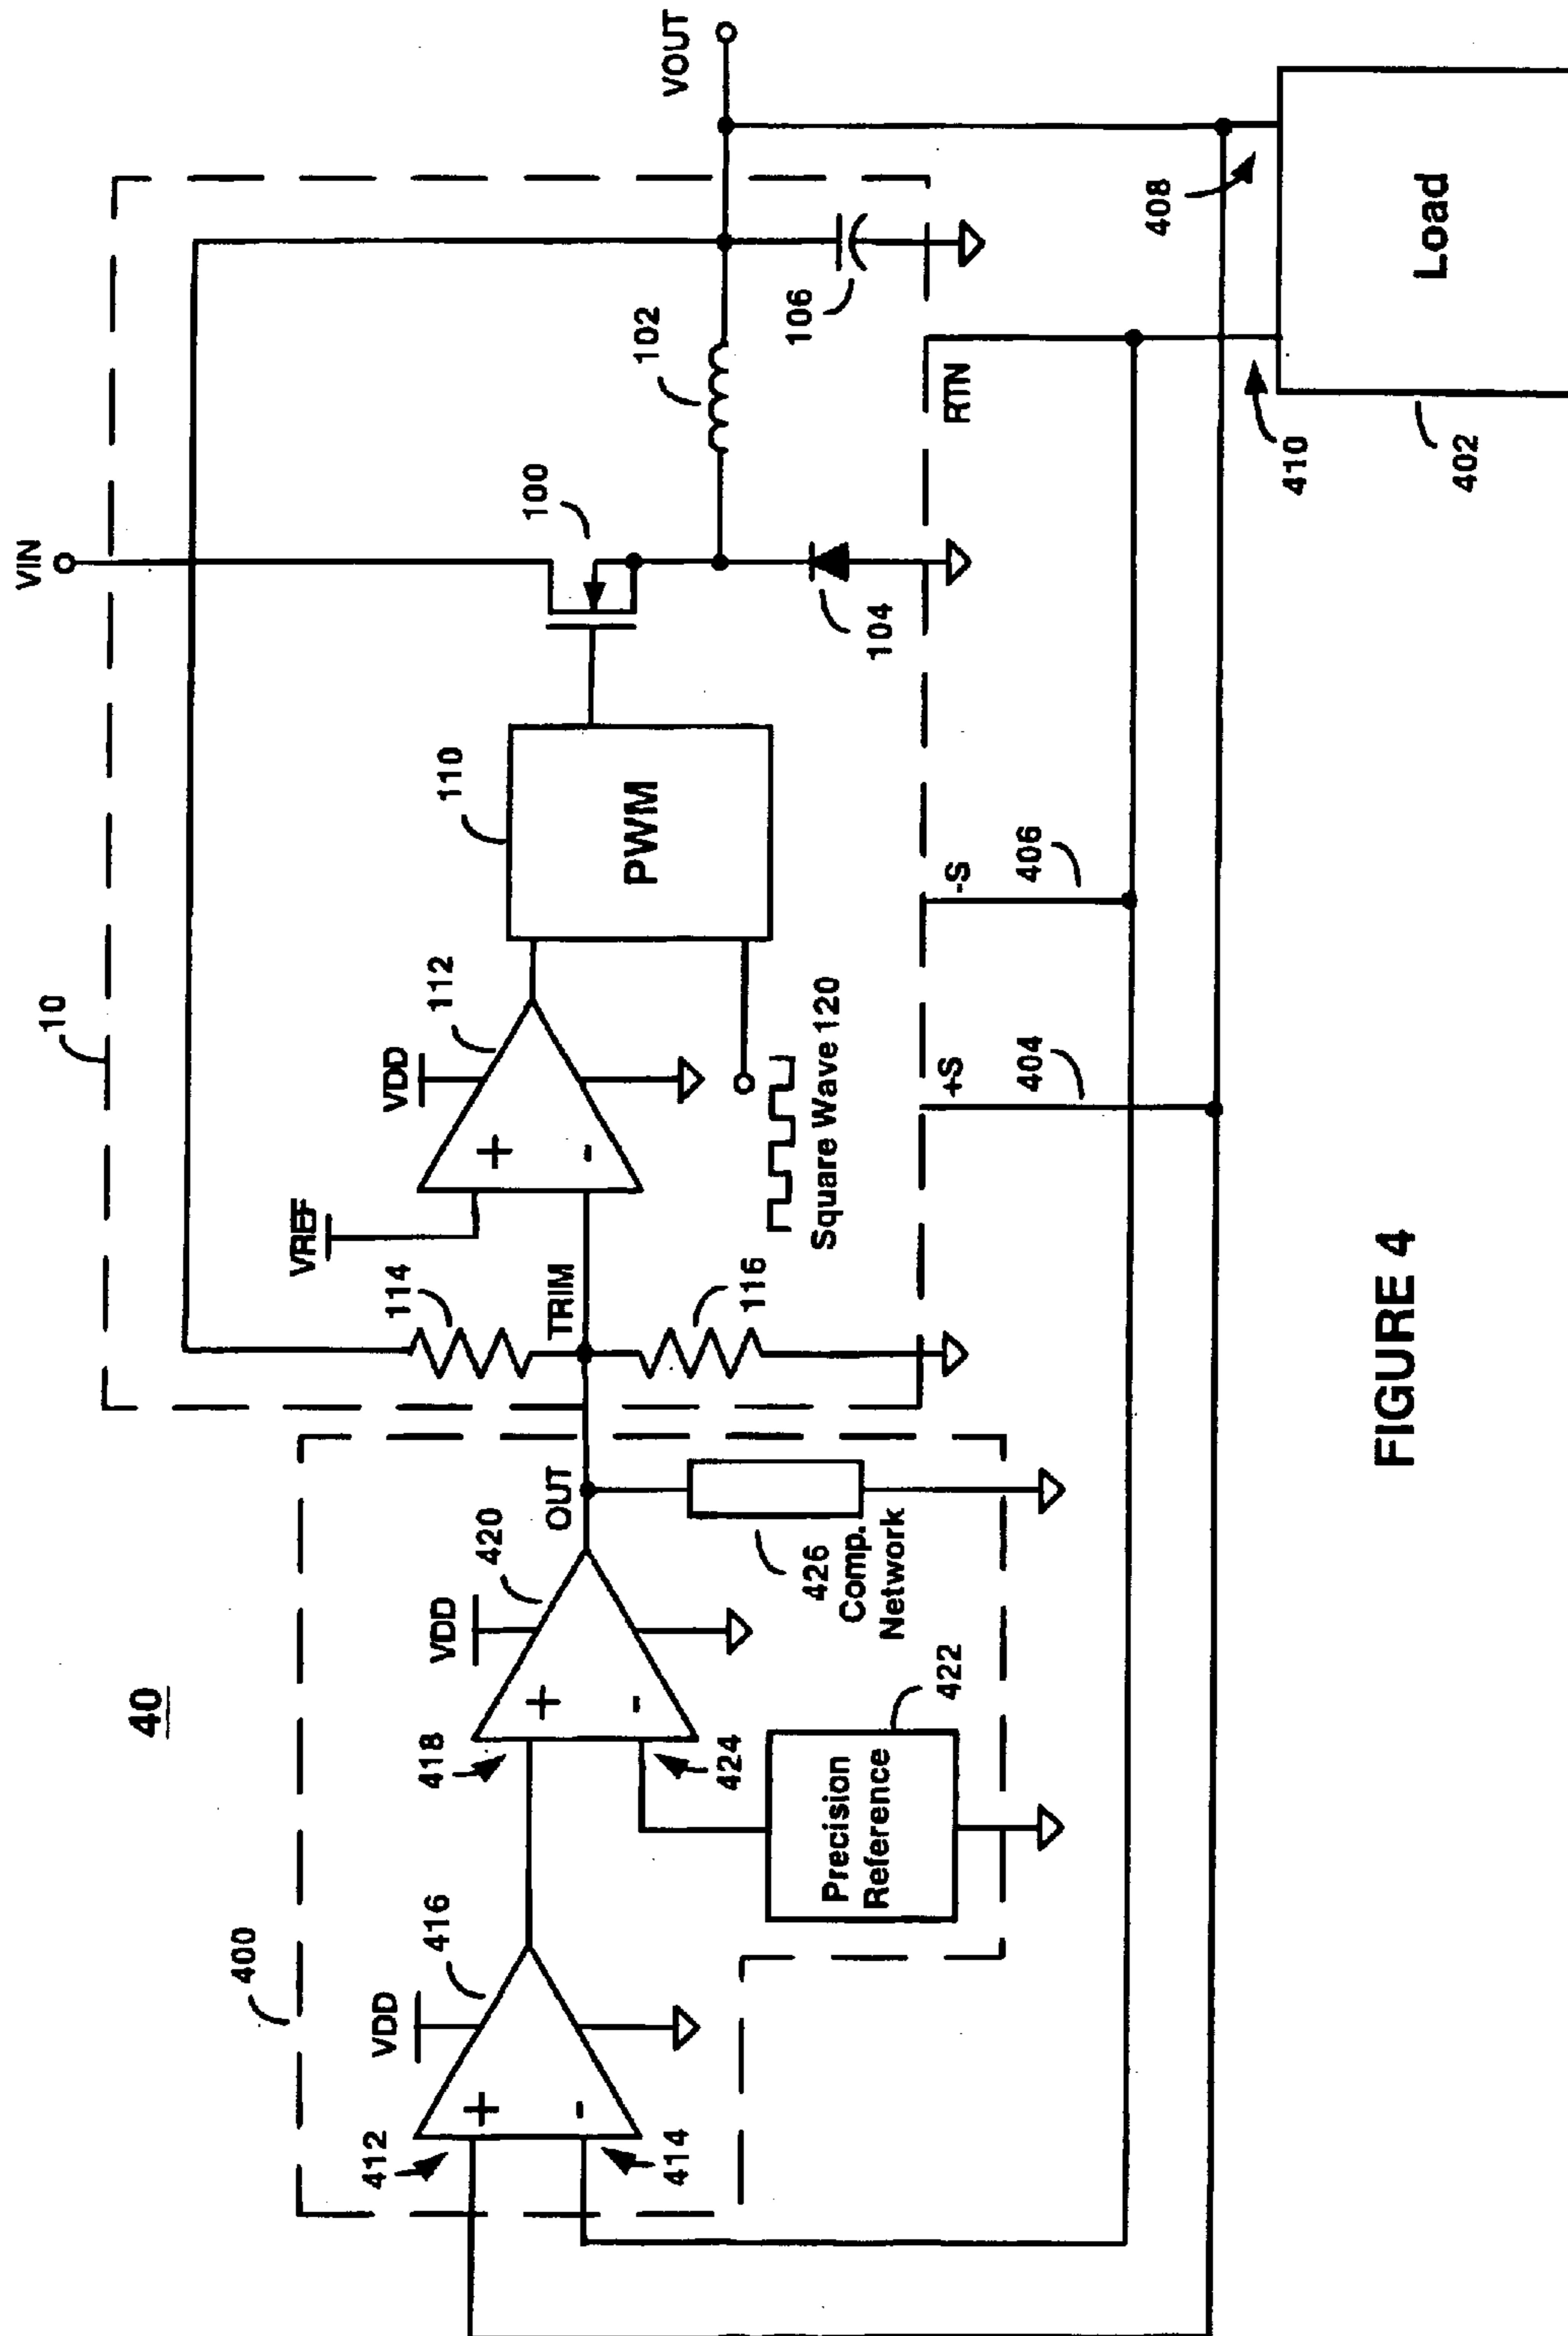 40
400
412
414
VDD
416
418
424
VDD
420
OUT
Precision
Reference
422
426
Comp.
Network
10
VREF
114
TRIM
116
VDD
112
Square Wave 120
110
PWM
+S
404
-S
406
VIN
100
102
104
106
RTN
VOUT
408
410
402
Load
+
-
+
-
+
-
FIGURE 4